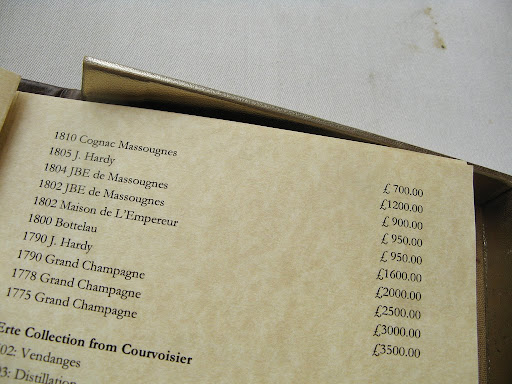 1810 Cognac Massougnes £ 700.00
1805 J. Hardy £1200.00
1804 JBE de Massougnes £ 900.00
1802 JBE de Massougnes £ 950.00
1802 Maison de L'Empereur £ 950.00
1800 Bottelau £1600.00
1790 J. Hardy £2000.00
1790 Grand Champagne £2500.00
1778 Grand Champagne £3000.00
1775 Grand Champagne £3500.00
Erte Collection from Courvoisier
02: Vendanges
03: Distillation